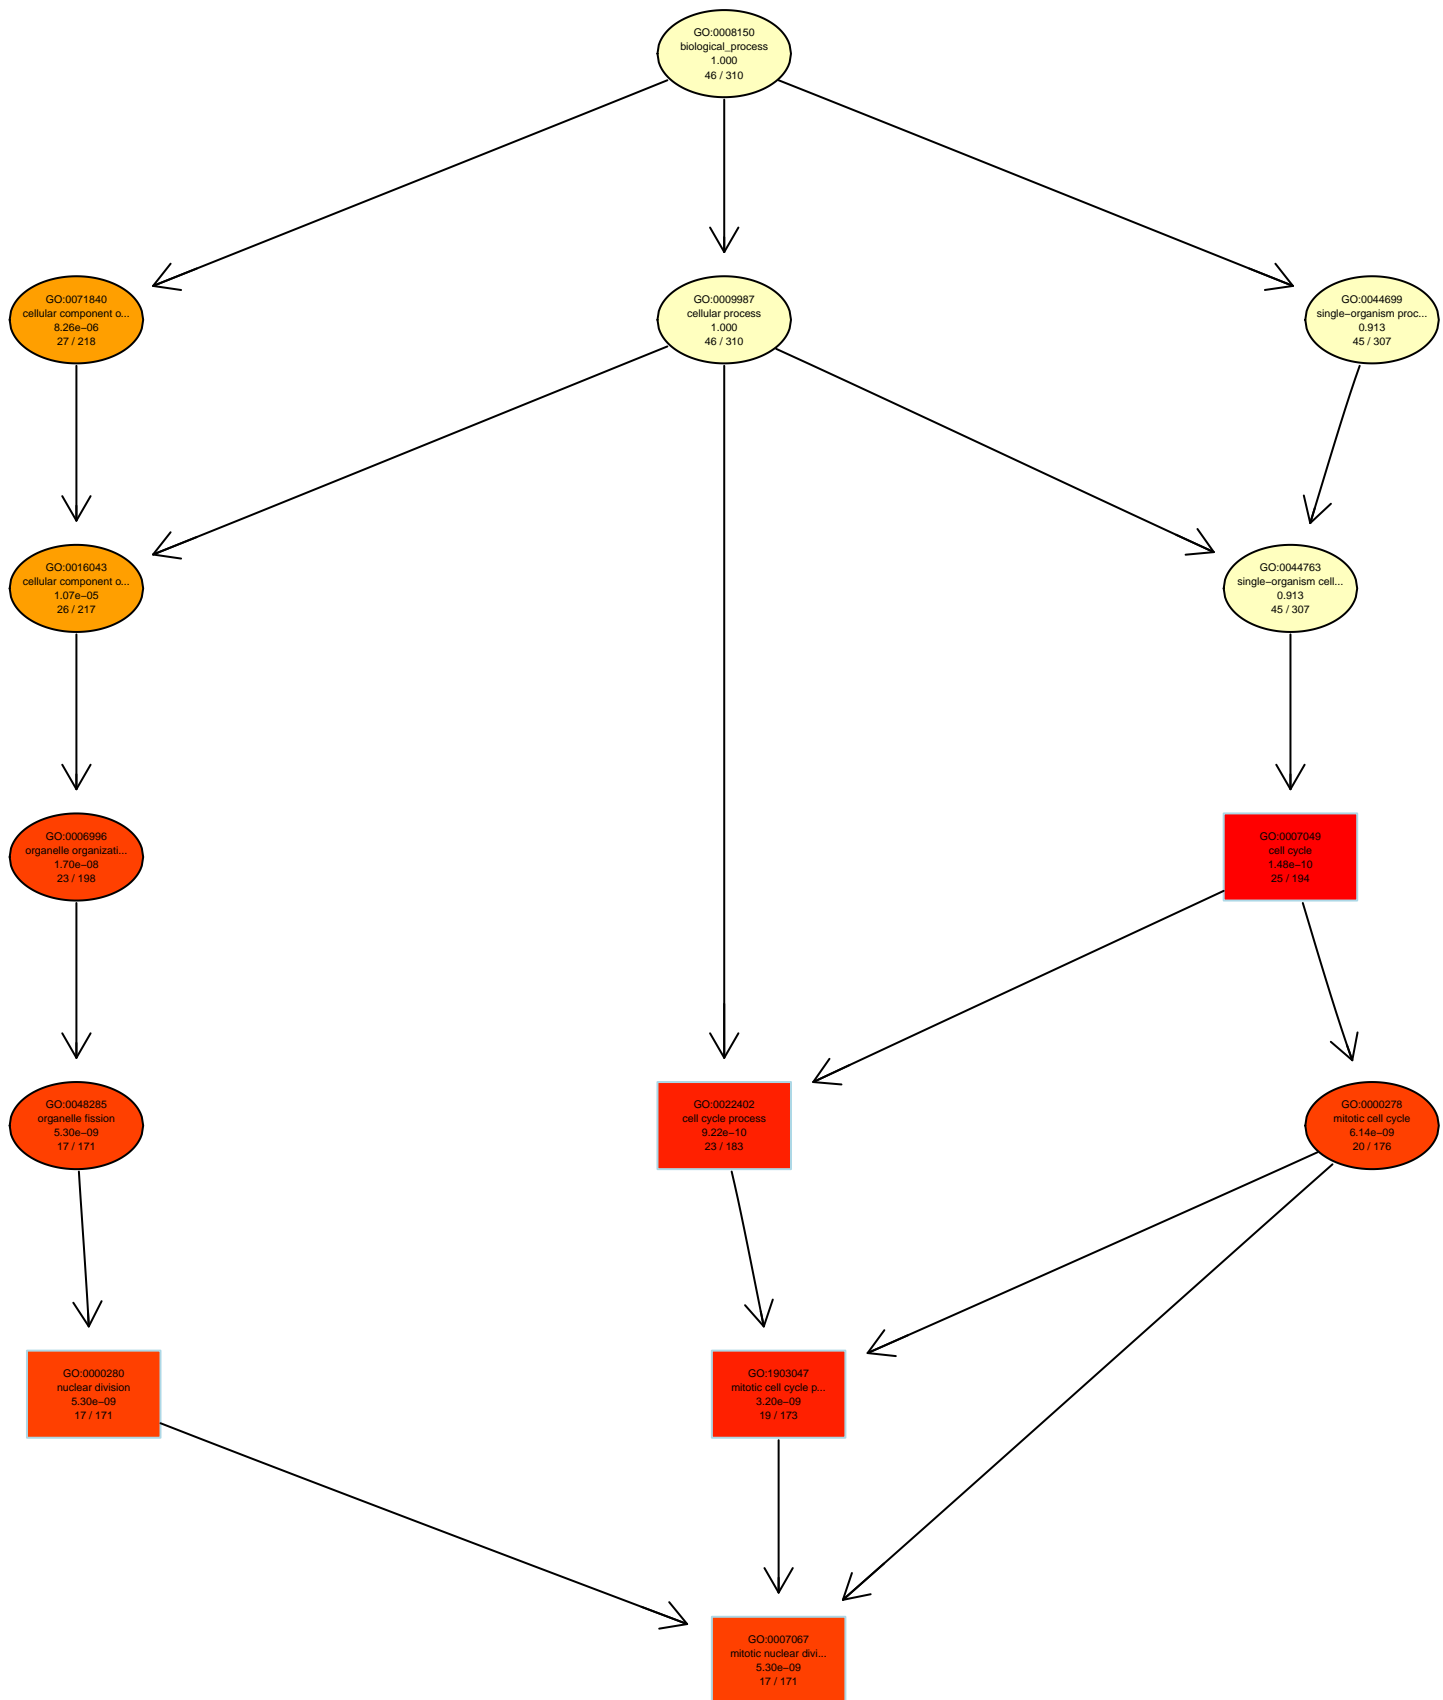 GO:0008150
biological_process
1.000
46 / 310
GO:0071840
cellular component o...
8.26e−06
27 / 218
GO:0009987
cellular process
1.000
46 / 310
GO:0044699
single−organism proc...
0.913
45 / 307
GO:0016043
cellular component o...
1.07e−05
26 / 217
GO:0044763
single−organism cell...
0.913
45 / 307
GO:0006996
organelle organizati...
1.70e−08
23 / 198
GO:0007049
cell cycle
1.48e−10
25 / 194
GO:0048285
organelle fission
5.30e−09
17 / 171
GO:0022402
cell cycle process
9.22e−10
23 / 183
GO:0000278
mitotic cell cycle
6.14e−09
20 / 176
GO:0000280
nuclear division
5.30e−09
17 / 171
GO:1903047
mitotic cell cycle p...
3.20e−09
19 / 173
GO:0007067
mitotic nuclear divi...
5.30e−09
17 / 171